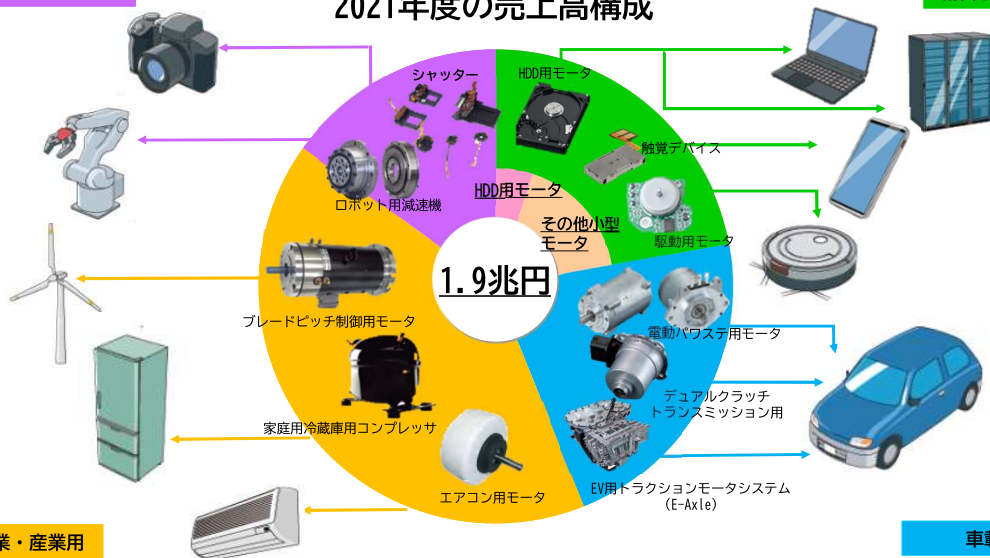 2021年度の売上高構成
シャッター
HDD用モータ
触覚デバイス
ロボット用減速機
HDD用モータ
その他小型
モータ
駆動用モータ
1.9兆円
ブレードピッチ制御用モータ
電動パワステ用モータ
デュアルクラッチ
トランスミッション用
家庭用冷蔵庫用コンプレッサ
エアコン用モータ
EV用トラクションモータシステム
(E-Axle)
業・産業用
車載